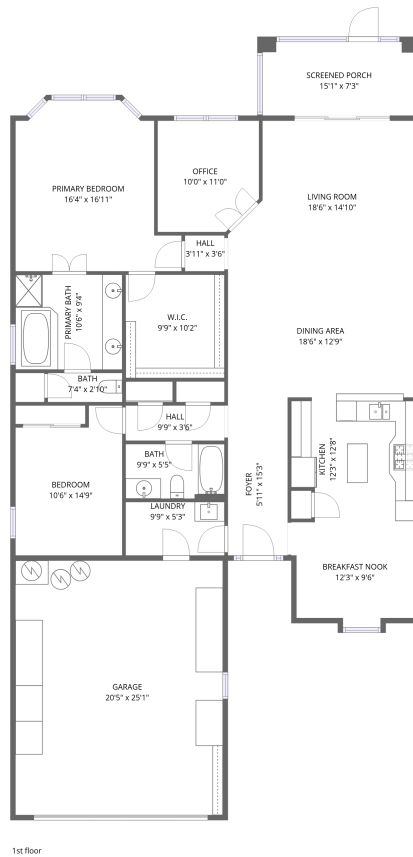 SCREENED PORCH
15'1" x 7'3"
OFFICE
10'0" x 11'0"
PRIMARY BEDROOM
16'4" x 16'11"
LIVING ROOM
18'6" x 14'10"
HALL
3'11" x 3'6"
PRIMARY BATH
10'6" x 9'4"
W.I.C.
9'9" x 10'2"
DINING AREA
18'6" x 12'9"
BATH
7'4" x 2'10"
HALL
9'9" x 3'6"
BATH
9'9" x 5'5"
KITCHEN
12'3" x 12'8"
BEDROOM
10'6" x 14'9"
FOYER
5'11" x 15'3"
LAUNDRY
9'9" x 5'3"
BREAKFAST NOOK
12'3" x 9'6"
GARAGE
20'5" x 25'1"
1st floor